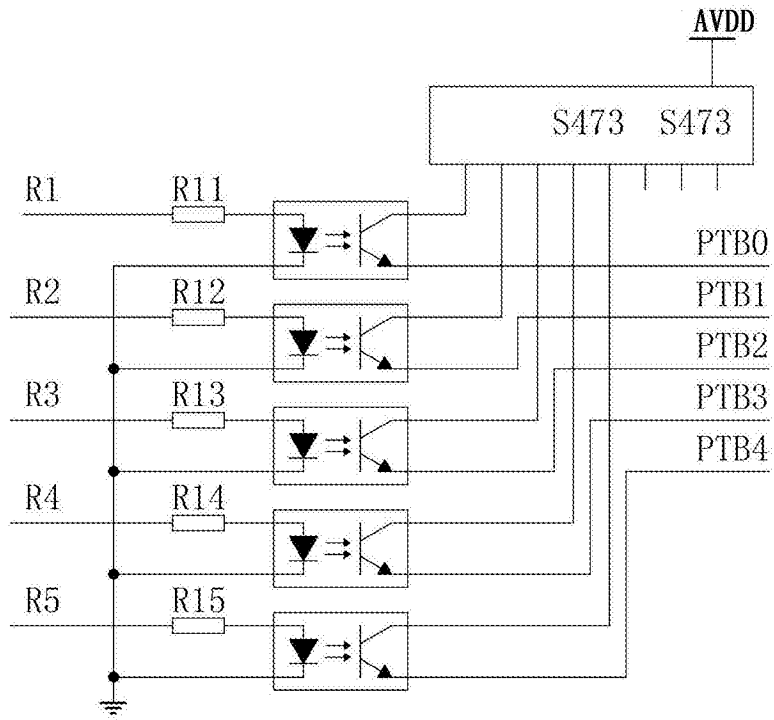 AVDD
S473 S473
R1 R11
PTB0
R2 R12 PTB1
PTB2
R3 R13 PTB3
PTB4
R4 R14
R5 R15